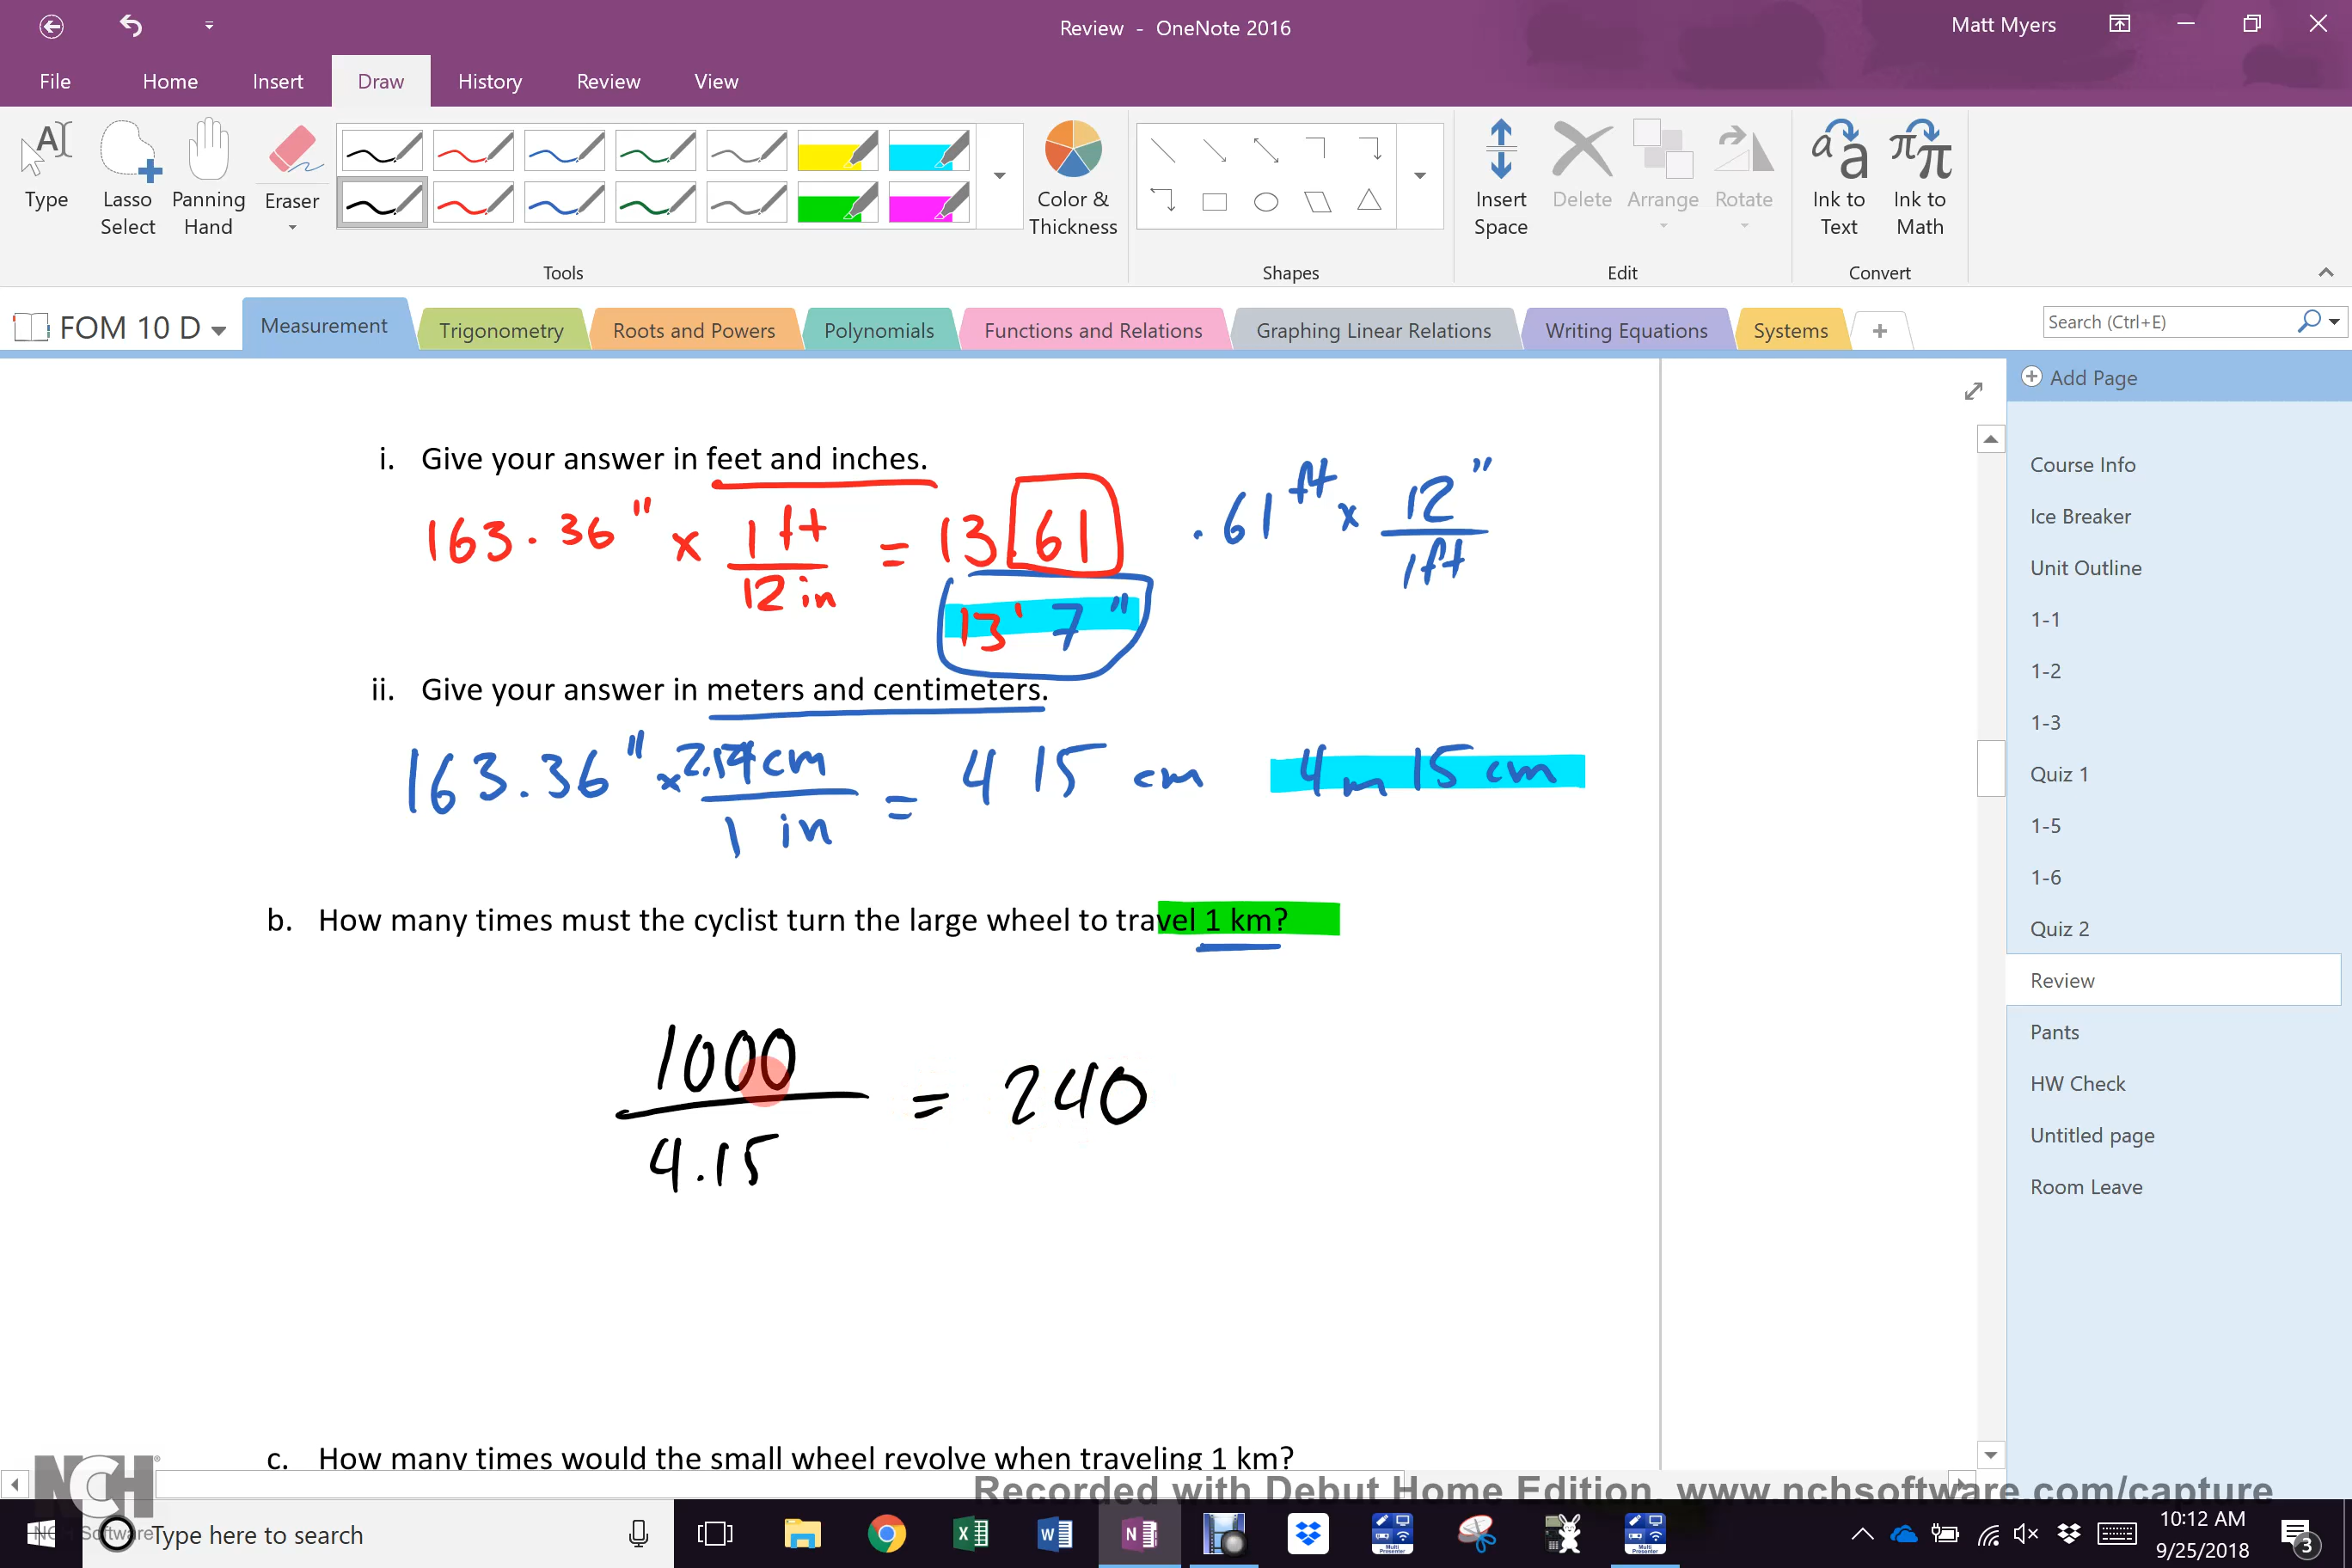 Review - OneNote 2016
Matt Myers
File Home Insert Draw History Review View
Type
Lasso Select
Panning Hand
Eraser
Color & Thickness
Insert Space
Delete
Arrange
Rotate
Ink to Text
Ink to Math
Tools
Shapes
Edit
Convert
FOM 10 D
Measurement Trigonometry Roots and Powers Polynomials Functions and Relations Graphing Linear Relations Writing Equations Systems
Search (Ctrl+E)
i. Give your answer in feet and inches.
163.36" x 1 ft / 12 in = 13.61
.61 ft x 12" / 1 ft
13' 7"
ii. Give your answer in meters and centimeters.
163.36" x cm / 1 in = 415 cm 4m 15 cm
b. How many times must the cyclist turn the large wheel to travel 1 km?
1000 / 4.15 = 240
c. How many times would the small wheel revolve when traveling 1 km?
Add Page
Course Info
Ice Breaker
Unit Outline
1-1
1-2
1-3
Quiz 1
1-5
1-6
Quiz 2
Review
Pants
HW Check
Untitled page
Room Leave
NCH
NCH Software
Recorded with Debut Home Edition. www.nchsoftware.com/capture
Type here to search
10:12 AM
9/25/2018
3